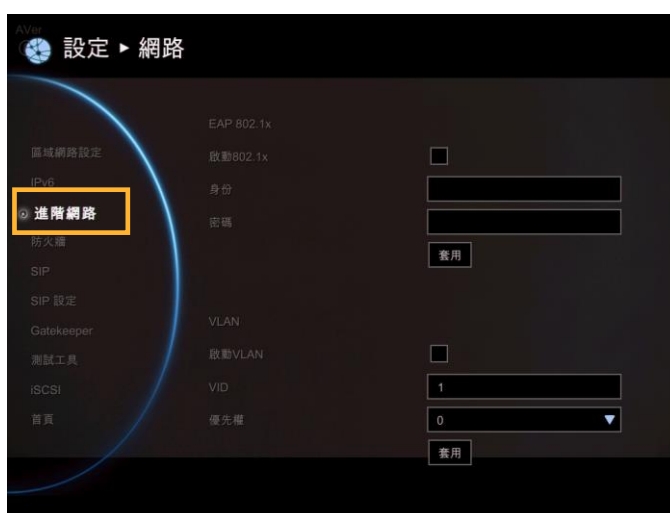 AVer
設定 ▸ 網路
EAP 802.1x
區域網路設定
啟動802.1x
IPv6
身份
進階網路
密碼
防火牆
套用
SIP
SIP 設定
VLAN
Gatekeeper
啟動VLAN
測試工具
VID
1
iSCSI
優先權
0
首頁
套用